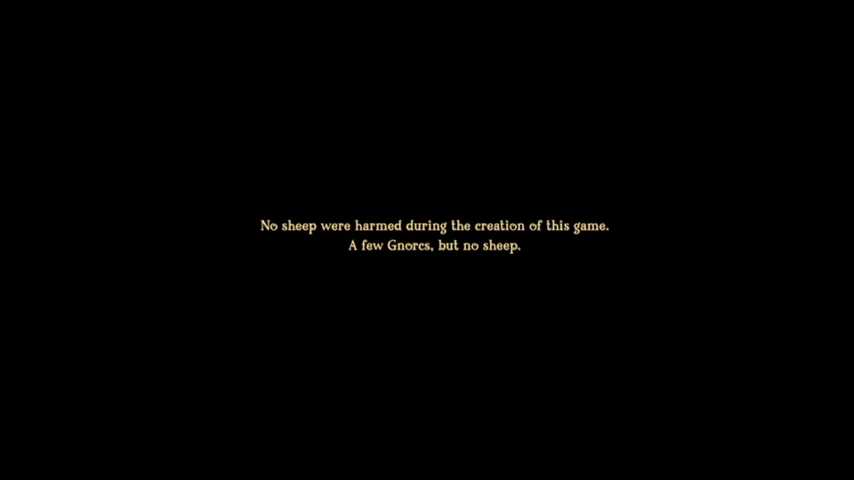 No sheep were harmed during the creation of this game.
A few Gnorcs, but no sheep.